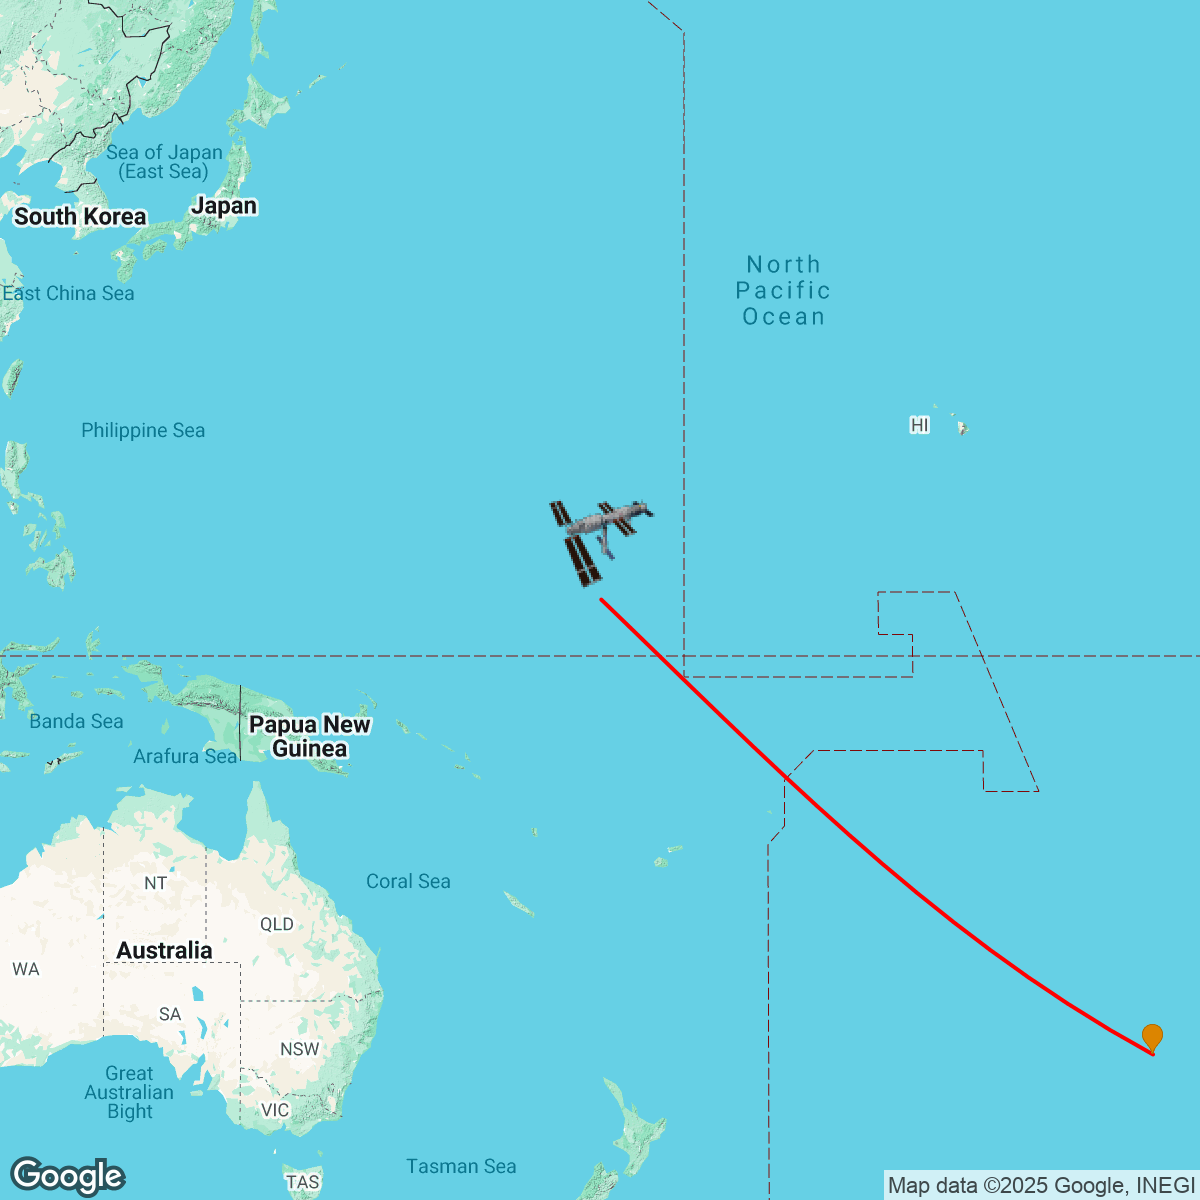 Sea of Japan
(East Sea)
South Korea
Japan
North
Pacific
Ocean
East China Sea
HI
Philippine Sea
Banda Sea
Papua New
Guinea
Arafura Sea
NT
Coral Sea
QLD
Australia
WA
SA
NSW
Great
Australian
Bight
VIC
Tasman Sea
TAS
Google
Map data ©2025 Google, INEGI